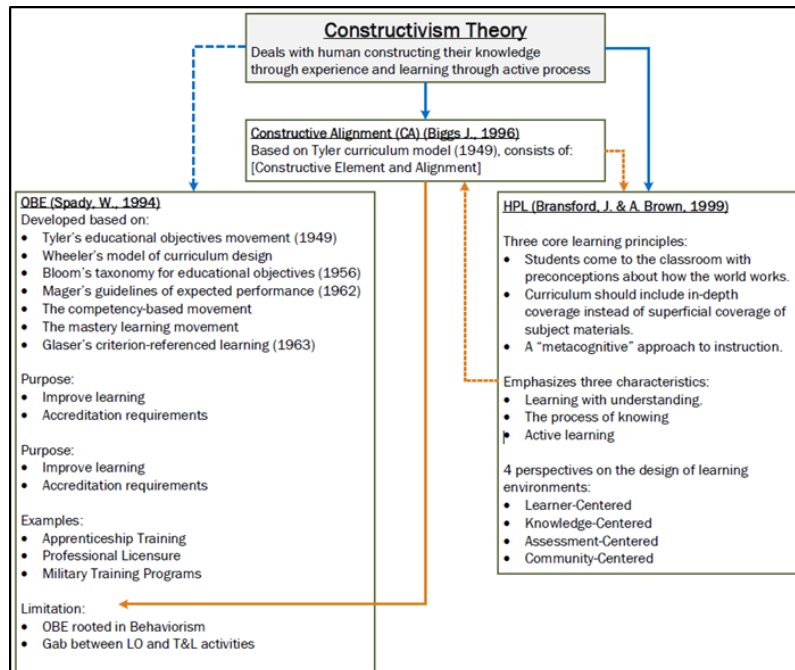 Constructivism Theory
Deals with human constructing their knowledge
through experience and learning through active process
Constructive Alignment (CA) (Biggs J., 1996)
Based on Tyler curriculum model (1949), consists of:
[Constructive Element and Alignment]
OBE (Spady, W., 1994)
Developed based on:
• Tyler's educational objectives movement (1949)
• Wheeler's model of curriculum design
• Bloom's taxonomy for educational objectives (1956)
• Mager's guidelines of expected performance (1962)
• The competency-based movement
• The mastery learning movement
• Glaser's criterion-referenced learning (1963)
Purpose:
• Improve learning
• Accreditation requirements
Purpose:
• Improve learning
• Accreditation requirements
Examples:
• Apprenticeship Training
• Professional Licensure
• Military Training Programs
Limitation:
• OBE rooted in Behaviorism
• Gab between LO and T&L activities
HPL (Bransford, J. & A. Brown, 1999)
Three core learning principles:
• Students come to the classroom with
preconceptions about how the world works.
• Curriculum should include in-depth
coverage instead of superficial coverage of
subject materials.
• A "metacognitive" approach to instruction.
Emphasizes three characteristics:
• Learning with understanding.
• The process of knowing
• Active learning
4 perspectives on the design of learning
environments:
• Learner-Centered
• Knowledge-Centered
• Assessment-Centered
• Community-Centered